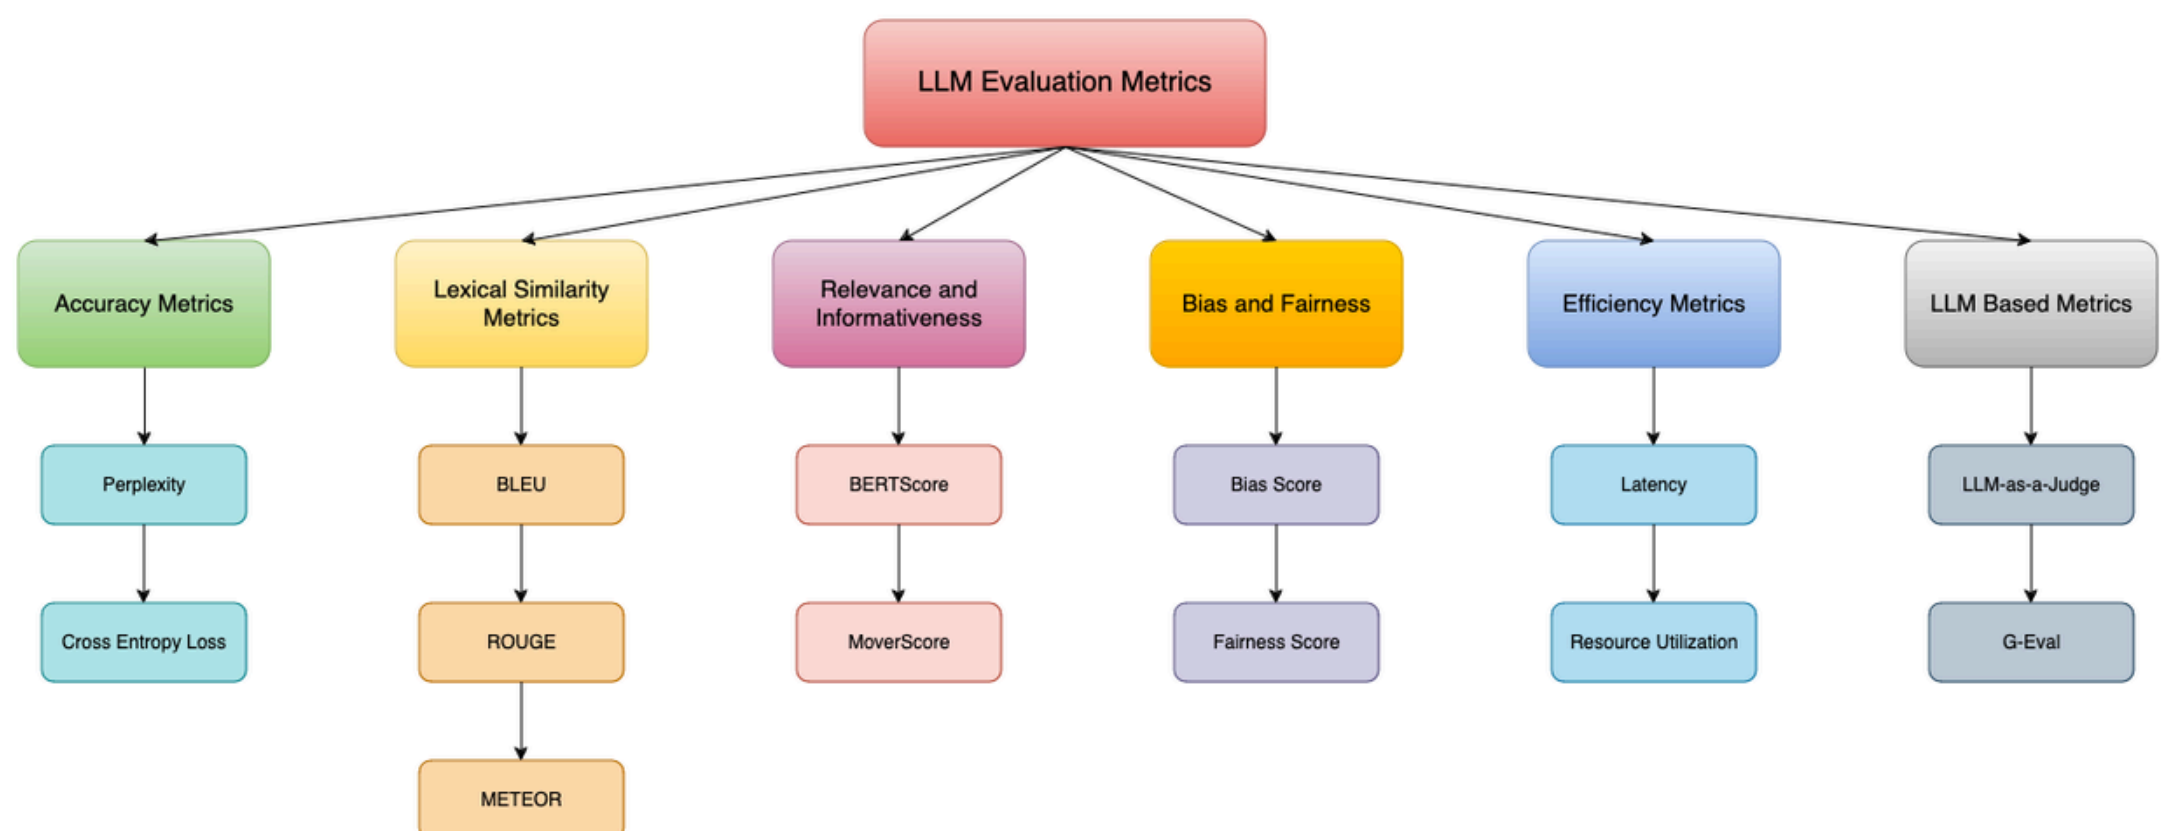 LLM Evaluation Metrics
Accuracy Metrics
Lexical Similarity
Metrics
Relevance and
Informativeness
Bias and Fairness
Efficiency Metrics
LLM Based Metrics
Perplexity
BLEU
BERTScore
Bias Score
Latency
LLM-as-a-Judge
Cross Entropy Loss
ROUGE
MoverScore
Fairness Score
Resource Utilization
G-Eval
METEOR